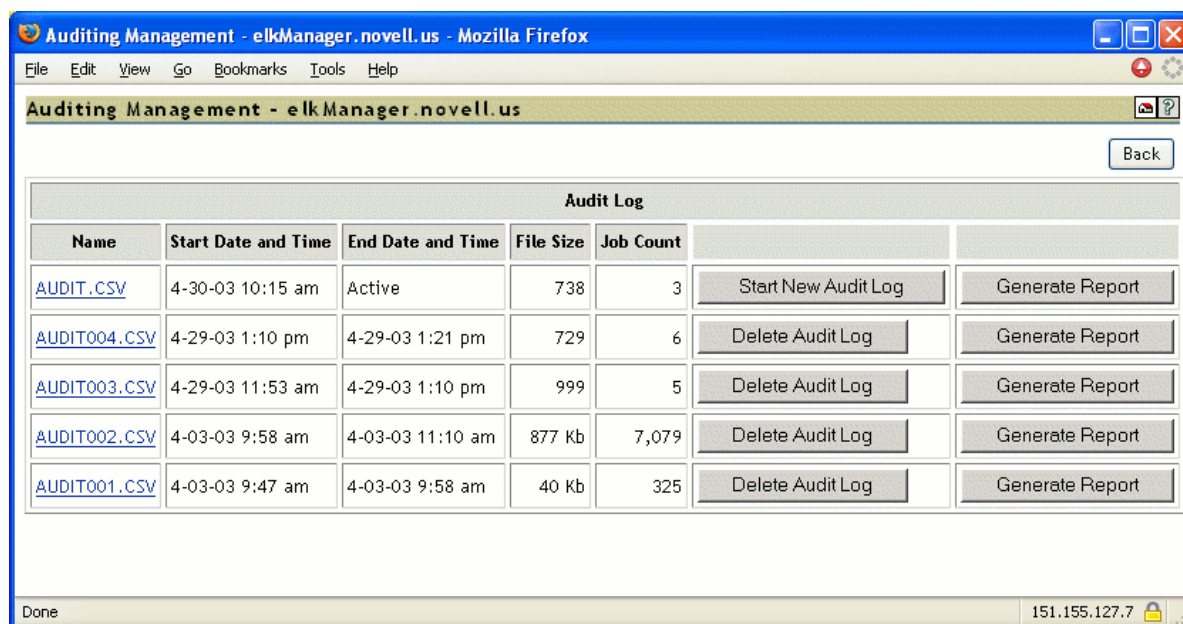 Auditing Management - elkManager.novell.us - Mozilla Firefox
File Edit View Go Bookmarks Tools Help
Auditing Management - elkManager.novell.us
?
Back
Audit Log
Name Start Date and Time End Date and Time File Size Job Count
AUDIT.CSV 4-30-03 10:15 am Active 738 3 Start New Audit Log Generate Report
AUDIT004.CSV 4-29-03 1:10 pm 4-29-03 1:21 pm 729 6 Delete Audit Log Generate Report
AUDIT003.CSV 4-29-03 11:53 am 4-29-03 1:10 pm 999 5 Delete Audit Log Generate Report
AUDIT002.CSV 4-03-03 9:58 am 4-03-03 11:10 am 877 Kb 7,079 Delete Audit Log Generate Report
AUDIT001.CSV 4-03-03 9:47 am 4-03-03 9:58 am 40 Kb 325 Delete Audit Log Generate Report
Done 151.155.127.7